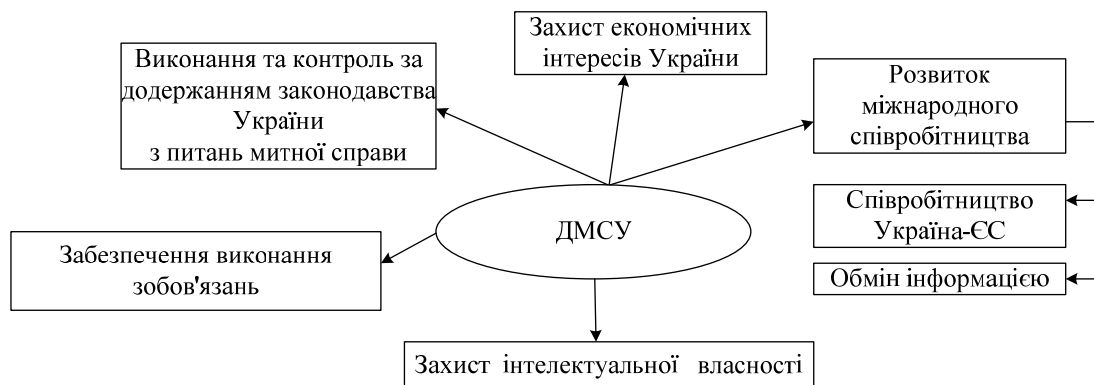 Захист економічних
інтересів України
Виконання та контроль за
додержанням законодавства
України
з питань митної справи
Розвиток
міжнародного
співробітництва
ДМСУ
Співробітництво
Україна-ЄС
Забезпечення виконання
зобов'язань
Обмін інформацією
Захист інтелектуальної власності